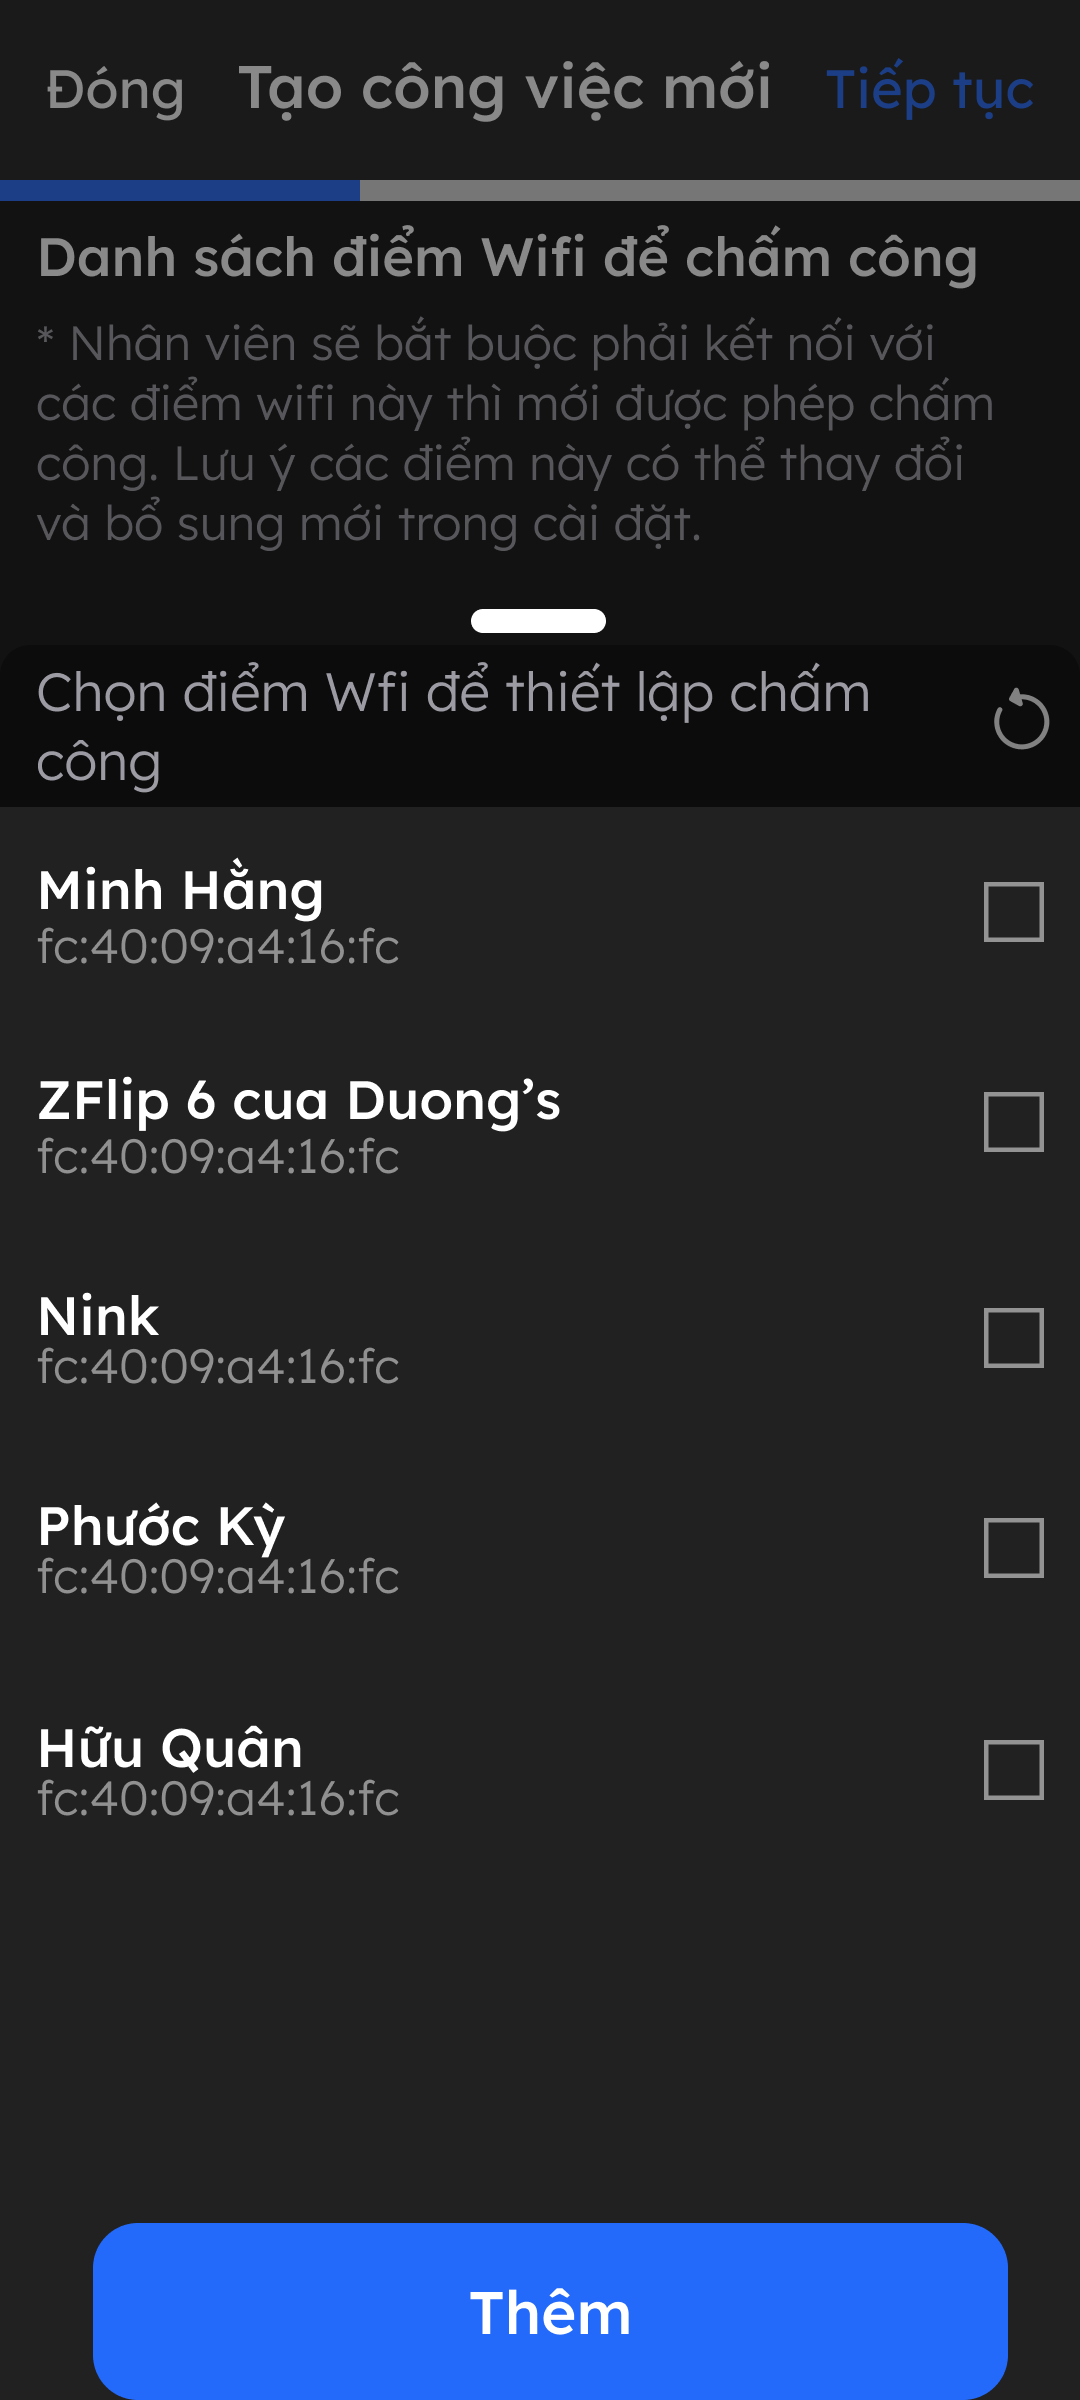 Đóng Tạo công việc mới Tiếp tục
Danh sách điểm Wifi để chấm công
* Nhân viên sẽ bắt buộc phải kết nối với
các điểm wifi này thì mới được phép chấm
công. Lưu ý các điểm này có thể thay đổi
và bổ sung mới trong cài đặt.
Chọn điểm Wfi để thiết lập chấm
công
Minh Hằng
fc:40:09:a4:16:fc
ZFlip 6 cua Duong’s
fc:40:09:a4:16:fc
Nink
fc:40:09:a4:16:fc
Phước Kỳ
fc:40:09:a4:16:fc
Hữu Quân
fc:40:09:a4:16:fc
Thêm